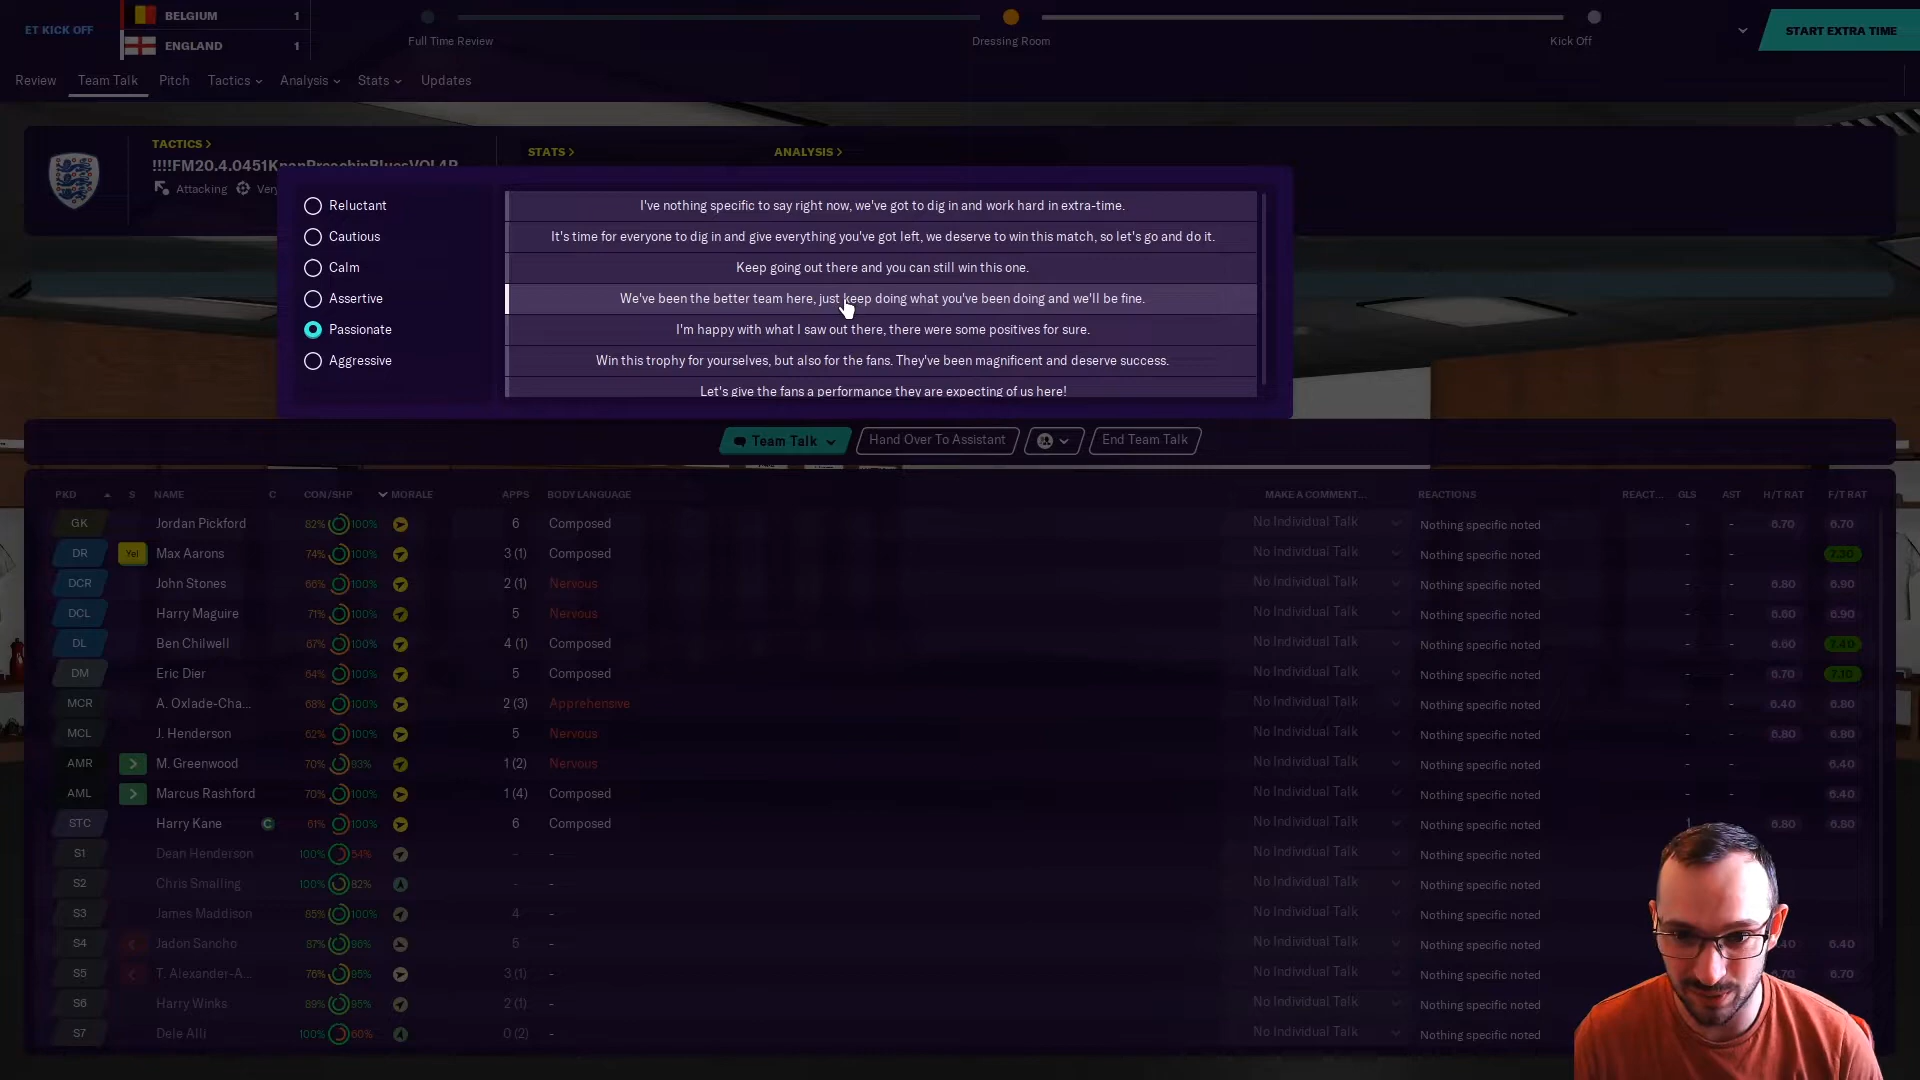 ET KICK OFF
BELGIUM 1
ENGLAND 1
Full Time Review
Dressing Room
Kick Off
START EXTRA TIME
Review Team Talk Pitch Tactics Analysis Stats Updates
TACTICS >
STATS >
ANALYSIS >
Attacking Very
Reluctant
Cautious
Calm
Assertive
Passionate
Aggressive
I've nothing specific to say right now, we've got to dig in and work hard in extra-time.
It's time for everyone to dig in and give everything you've got left, we deserve to win this match, so let's go and do it.
Keep going out there and you can still win this one.
We've been the better team here, just keep doing what you've been doing and we'll be fine.
I'm happy with what I saw out there, there were some positives for sure.
Win this trophy for yourselves, but also for the fans. They've been magnificent and deserve success.
Let's give the fans a performance they are expecting of us here!
Team Talk Hand Over To Assistant End Team Talk
PKD S NAME C CON/SHP MORALE APPS BODY LANGUAGE MAKE A COMMENT... REACTIONS REACT... GLS AST H/T RAT F/T RAT
GK Jordan Pickford 82% 100% 6 Composed No Individual Talk Nothing specific noted - - 6.70 6.70
DR Yel Max Aarons 74% 100% 3 (1) Composed No Individual Talk Nothing specific noted - - 7.30
DCR John Stones 66% 100% 2 (1) Nervous No Individual Talk Nothing specific noted - - 6.80 6.90
DCL Harry Maguire 71% 100% 5 Nervous No Individual Talk Nothing specific noted - - 6.60 6.90
DL Ben Chilwell 67% 100% 4 (1) Composed No Individual Talk Nothing specific noted - - 6.60 7.40
DM Eric Dier 64% 100% 5 Composed No Individual Talk Nothing specific noted - - 6.70 7.10
MCR A. Oxlade-Cha... 68% 100% 2 (3) Apprehensive No Individual Talk Nothing specific noted - - 6.40 6.80
MCL J. Henderson 62% 100% 5 Nervous No Individual Talk Nothing specific noted - - 6.80 6.80
AMR M. Greenwood 70% 93% 1 (2) Nervous No Individual Talk Nothing specific noted - - 6.40
AML Marcus Rashford 70% 100% 1 (4) Composed No Individual Talk Nothing specific noted - - 6.40
STC Harry Kane C 61% 100% 6 Composed No Individual Talk Nothing specific noted 1 - 6.80 6.80
S1 Dean Henderson 100% 54% - - No Individual Talk Nothing specific noted
S2 Chris Smalling 100% 82% - - No Individual Talk Nothing specific noted
S3 James Maddison 85% 100% 4 - No Individual Talk Nothing specific noted
S4 Jadon Sancho 87% 96% 5 - No Individual Talk Nothing specific noted 6.40
S5 T. Alexander-A... 76% 95% 3 (1) - No Individual Talk Nothing specific noted 6.70
S6 Harry Winks 89% 95% 2 (1) - No Individual Talk Nothing specific noted
S7 Dele Alli 100% 60% 0 (2) - No Individual Talk Nothing specific noted